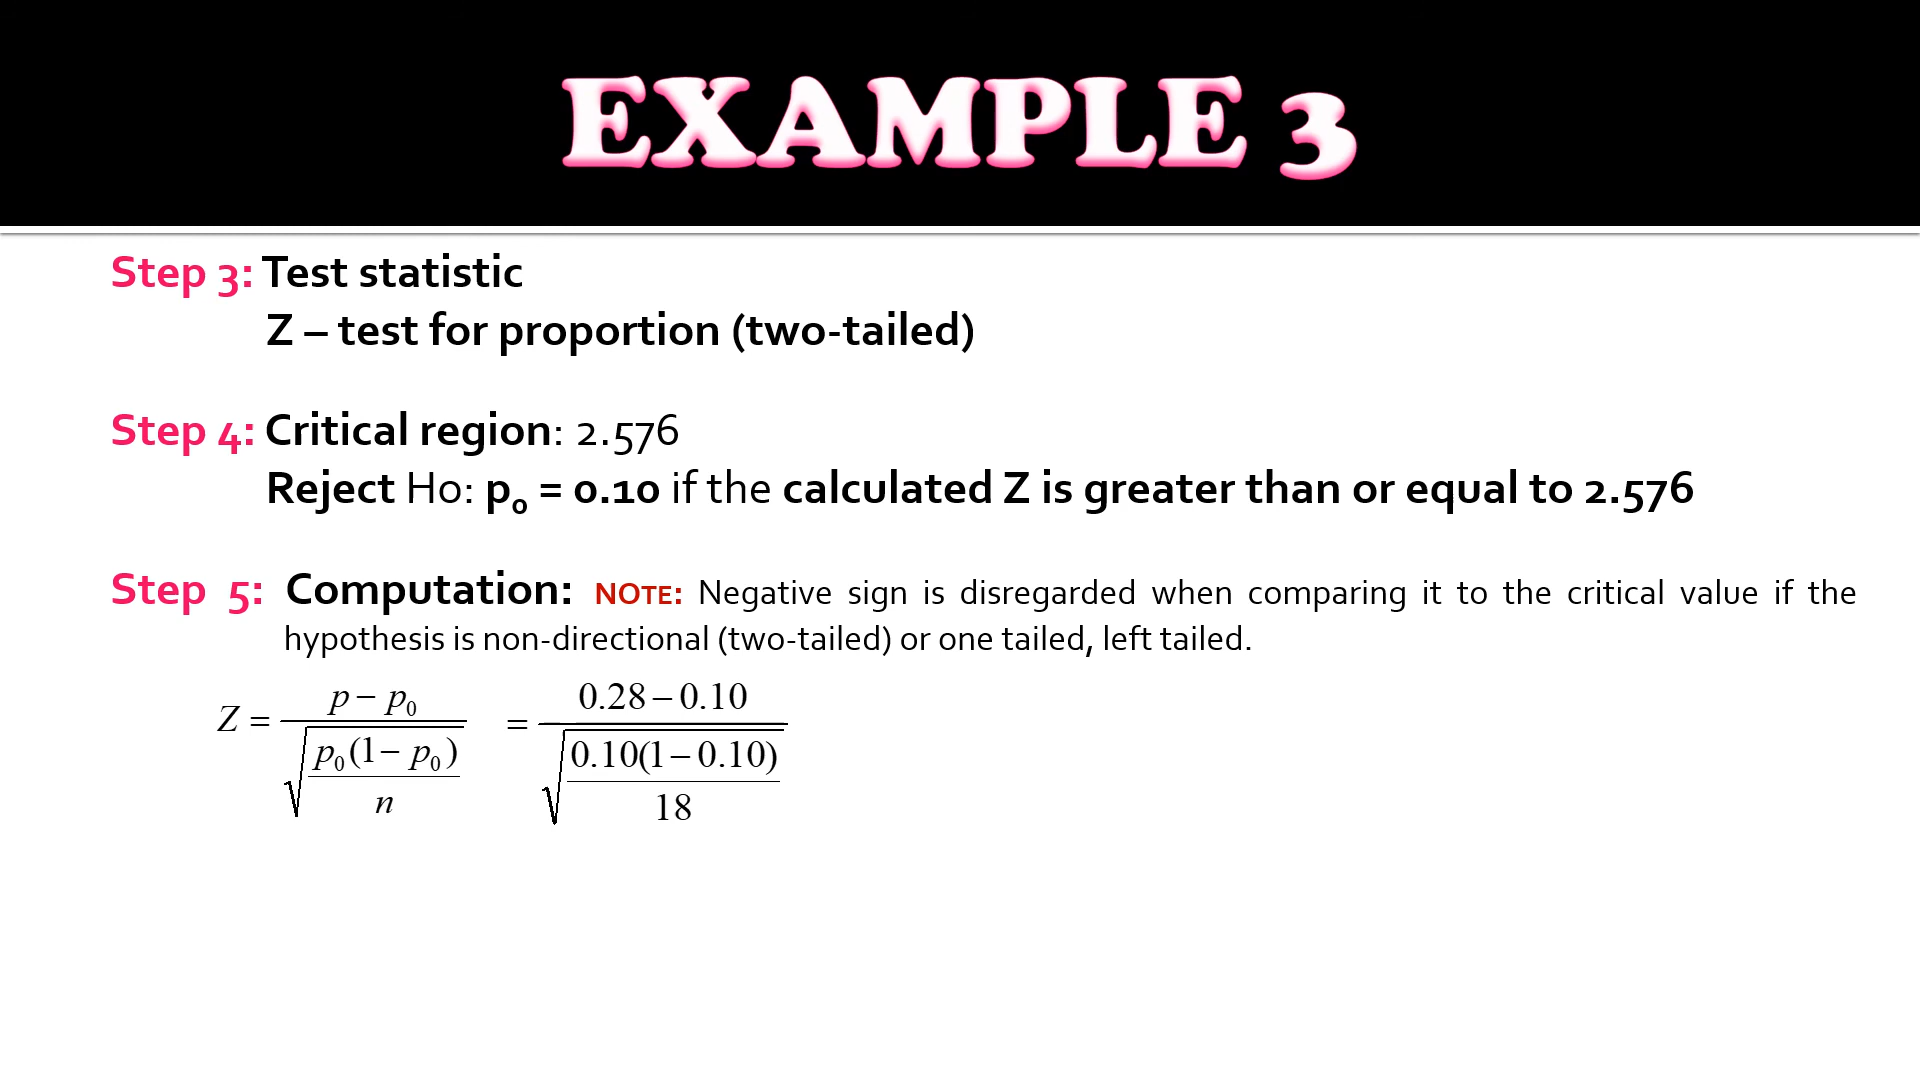 EXAMPLE 3
Step 3: Test statistic
Z – test for proportion (two-tailed)
Step 4: Critical region: 2.576
Reject Ho: p₀ = 0.10 if the calculated Z is greater than or equal to 2.576
Step 5: Computation: NOTE: Negative sign is disregarded when comparing it to the critical value if the
hypothesis is non-directional (two-tailed) or one tailed, left tailed.
Z = (p – p₀) / √(p₀(1– p₀) / n) = (0.28 – 0.10) / √(0.10(1– 0.10) / 18)